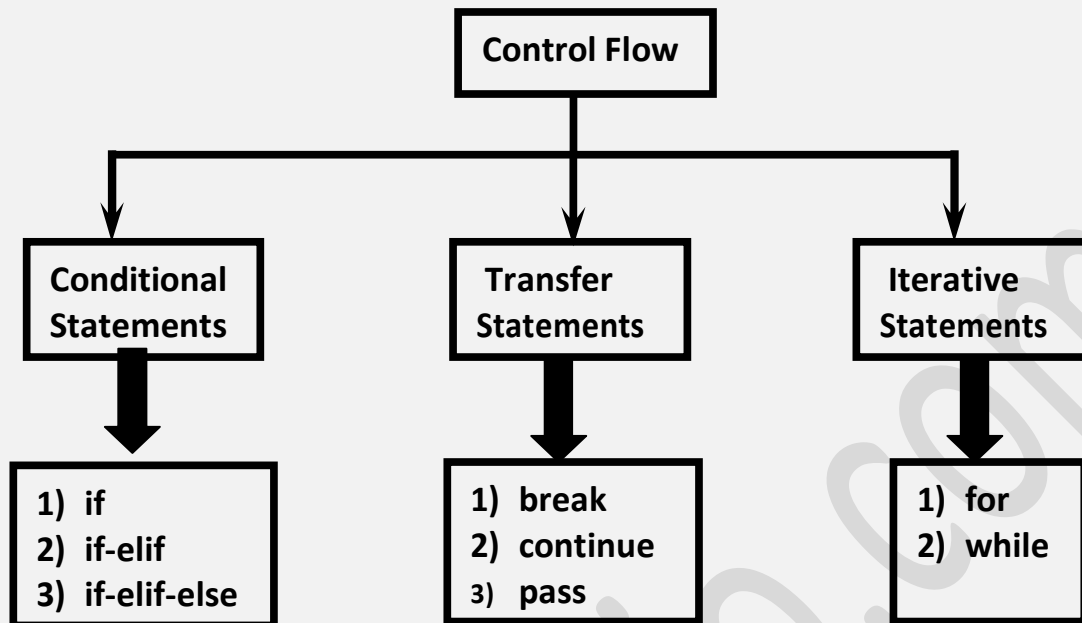 Control Flow
Conditional
Statements
Transfer
Statements
Iterative
Statements
1) if
2) if-elif
3) if-elif-else
1) break
2) continue
3) pass
1) for
2) while